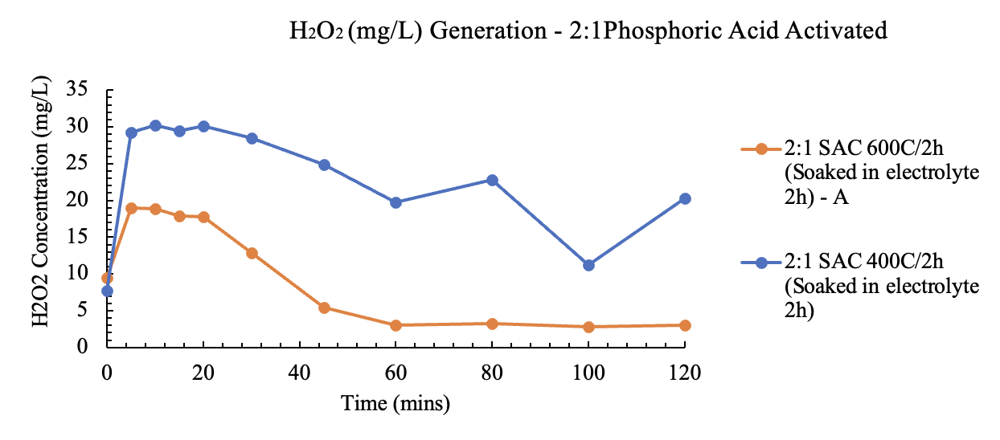 H2O2 (mg/L) Generation - 2:1Phosphoric Acid Activated
H2O2 Concentration (mg/L)
35
30
25
20
15
10
5
0
0 20 40 60 80 100 120
Time (mins)
2:1 SAC 600C/2h
(Soaked in electrolyte
2h) - A
2:1 SAC 400C/2h
(Soaked in electrolyte
2h)